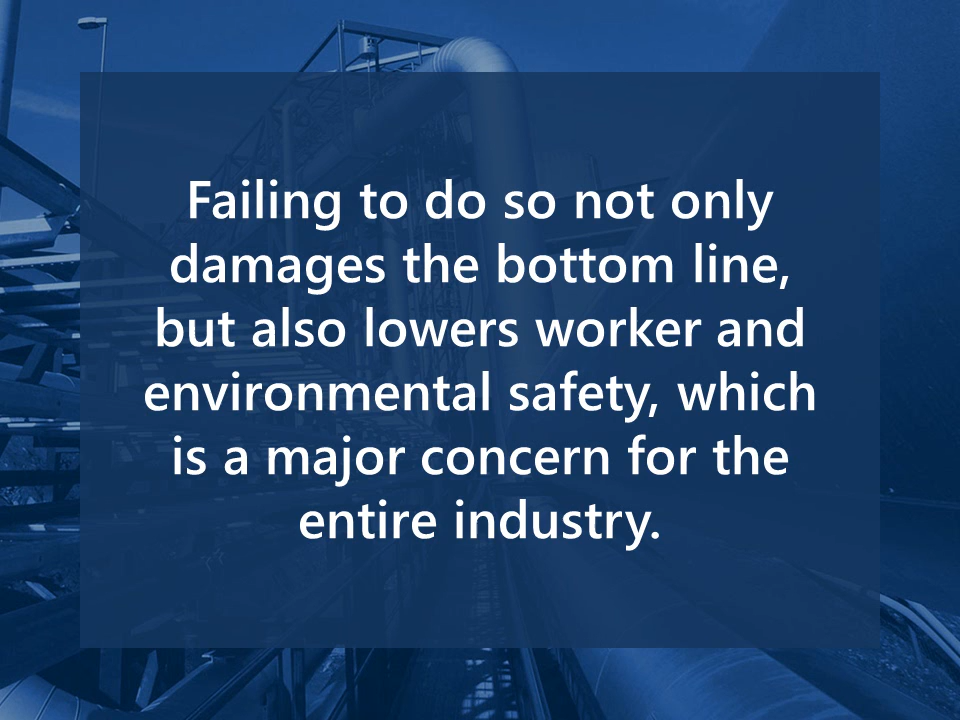 Failing to do so not only
damages the bottom line,
but also lowers worker and
environmental safety, which
is a major concern for the
entire industry.